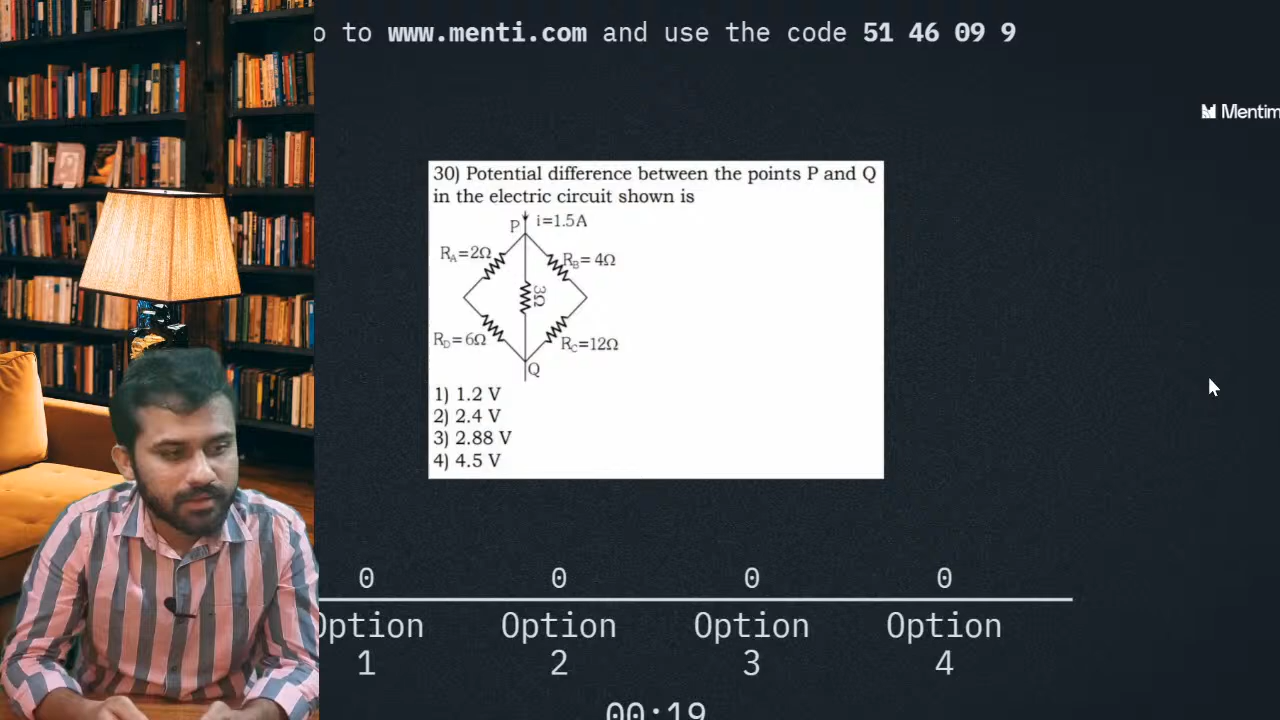 o to www.menti.com and use the code 51 46 09 9
Mentim
30) Potential difference between the points P and Q
in the electric circuit shown is
P i=1.5A
R_A=2Ω
R_B= 4Ω
3Ω
R_D=6Ω
R_C=12Ω
Q
1) 1.2 V
2) 2.4 V
3) 2.88 V
4) 4.5 V
0 0 0 0
Option Option Option Option
1 2 3 4
00:19